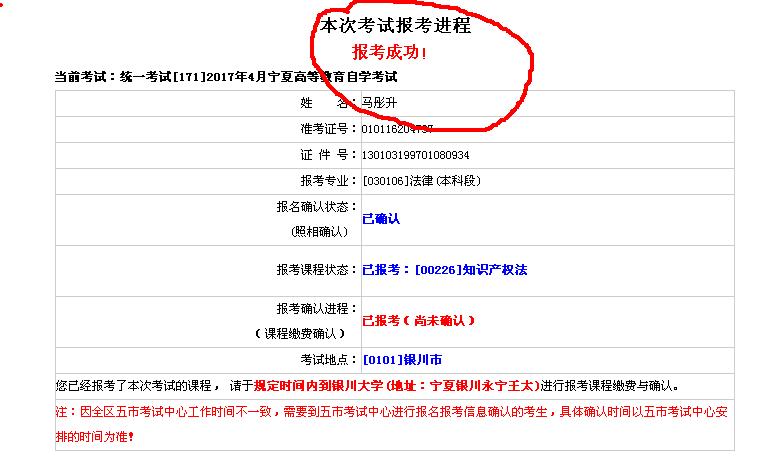 本次考试报考进程
报考成功!
当前考试：统一考试[171]2017年4月宁夏高等教育自学考试
姓 名：马彤升
准考证号：010116204797
证 件 号：130103199701080934
报考专业：[030106]法律(本科段)
报名确认状态：
(照相确认)
已确认
报考课程状态：已报考：[00226]知识产权法
报考确认进程：
（课程缴费确认）
已报考（尚未确认）
考试地点：[0101]银川市
您已经报考了本次考试的课程，请于规定时间内到银川大学(地址：宁夏银川永宁王太)进行报考课程缴费与确认。
注：因全区五市考试中心工作时间不一致，需要到五市考试中心进行报名报考信息确认的考生，具体确认时间以五市考试中心安
排的时间为准!